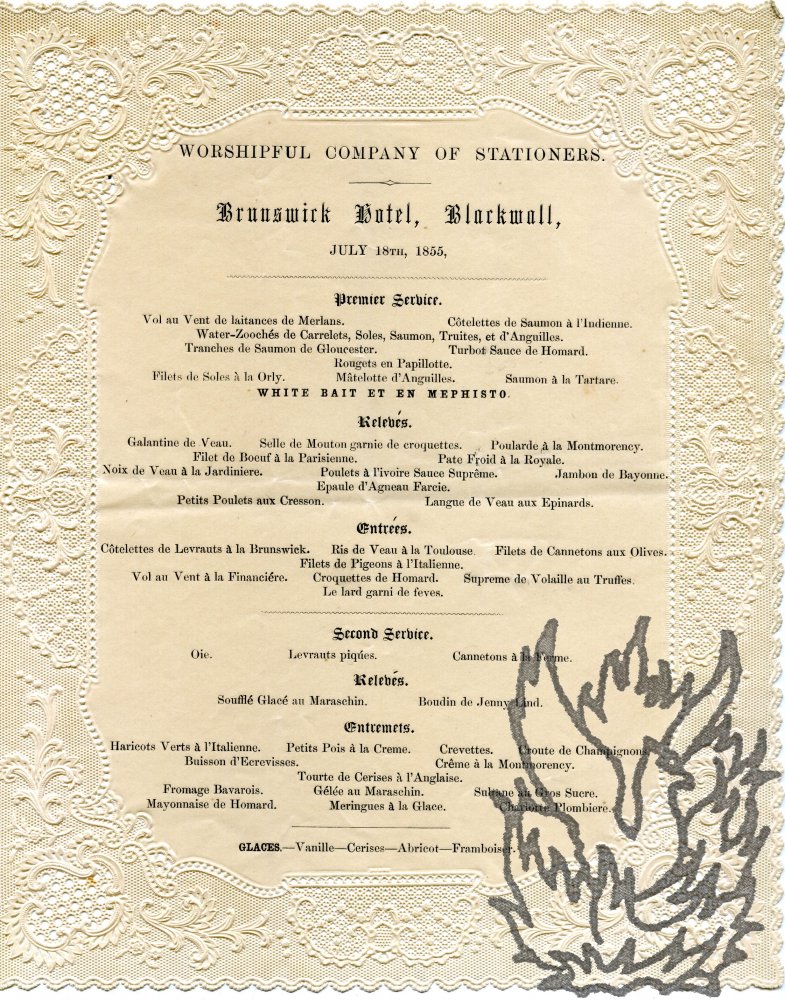 WORSHIPFUL COMPANY OF STATIONERS.
Brunswick Hotel, Blackwall,
JULY 18TH, 1855,
Premier Service.
Vol au Vent de laitances de Merlans. Côtelettes de Saumon à l'Indienne.
Water-Zoochés de Carrelets, Soles, Saumon, Truites, et d'Anguilles.
Tranches de Saumon de Gloucester. Turbot Sauce de Homard.
Rougets en Papillotte.
Filets de Soles à la Orly. Mâtelotte d'Anguilles. Saumon à la Tartare.
WHITE BAIT ET EN MEPHISTO.
Relevés.
Galantine de Veau. Selle de Mouton garnie de croquettes. Poularde à la Montmorency.
Filet de Boeuf à la Parisienne. Pate Froid à la Royale.
Noix de Veau à la Jardiniere. Poulets à l'ivoire Sauce Suprême. Jambon de Bayonne.
Epaule d'Agneau Farcie.
Petits Poulets aux Cresson. Langue de Veau aux Epinards.
Entrées.
Côtelettes de Levrauts à la Brunswick. Ris de Veau à la Toulouse. Filets de Cannetons aux Olives.
Filets de Pigeons à l'Italienne.
Vol au Vent à la Financiére. Croquettes de Homard. Supreme de Volaille au Truffes.
Le lard garni de feves.
Second Service.
Oie. Levrauts piqúes. Cannetons à la Ferme.
Relevés.
Soufflé Glacé au Maraschin. Boudin de Jenny Lind.
Entremets.
Haricots Verts à l'Italienne. Petits Pois à la Creme. Crevettes. Croute de Champignons.
Buisson d'Ecrevisses. Crême à la Montmorency.
Tourte de Cerises à l'Anglaise.
Fromage Bavarois. Gêlée au Maraschin. Sultane au Gros Sucre.
Mayonnaise de Homard. Meringues à la Glace. Charlotte Plombiere.
GLACES.—Vanille—Cerises—Abricot—Framboises.